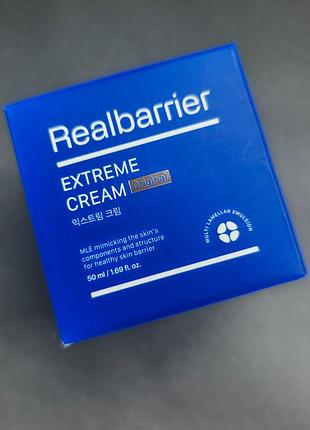 Realbarrier
EXTREME
CREAM Original
익스트림 크림
MLE mimicking the skin's
components and structure
for healthy skin barrier
50 ml / 1.69 fl. oz.
MULTI LAMELLAR EMULSION